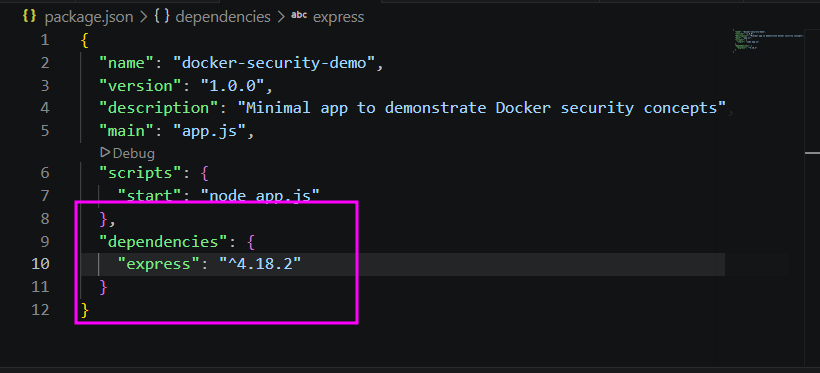 {} package.json > {} dependencies > abc express
1 {
2 "name": "docker-security-demo",
3 "version": "1.0.0",
4 "description": "Minimal app to demonstrate Docker security concepts",
5 "main": "app.js",
Debug
6 "scripts": {
7 "start": "node app.js"
8 },
9 "dependencies": {
10 "express": "^4.18.2"
11 }
12 }